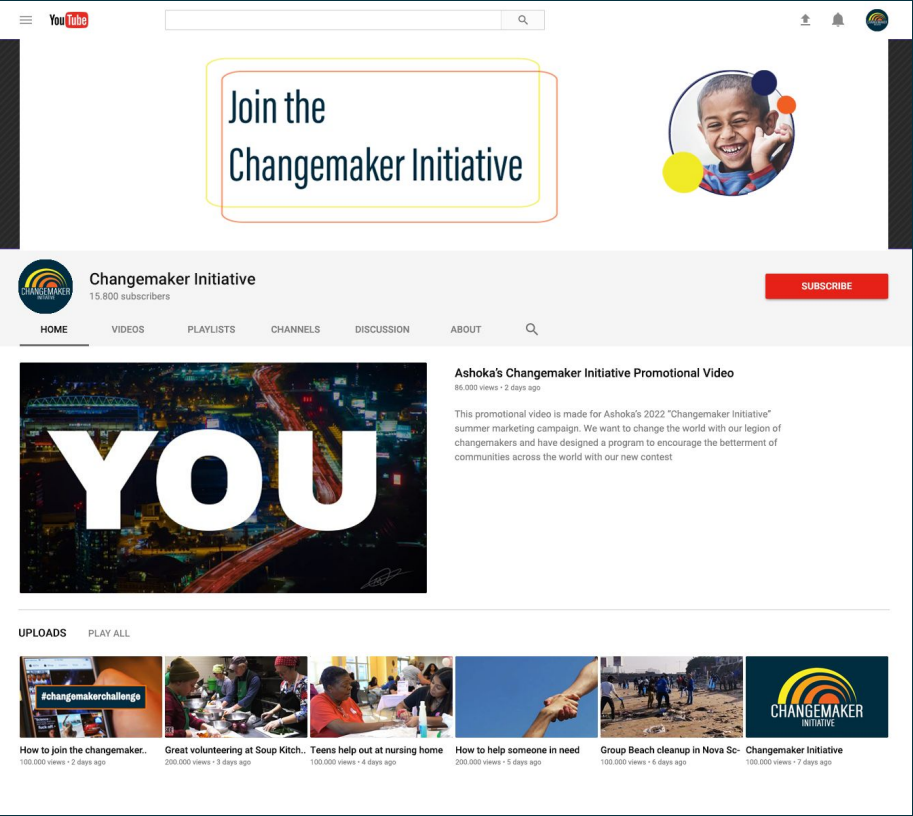 YouTube
Join the
Changemaker Initiative
CHANGEMAKER
INITIATIVE
Changemaker Initiative
15.800 subscribers
SUBSCRIBE
HOME VIDEOS PLAYLISTS CHANNELS DISCUSSION ABOUT
YOU
Ashoka's Changemaker Initiative Promotional Video
86.000 views • 2 days ago
This promotional video is made for Ashoka's 2022 "Changemaker Initiative"
summer marketing campaign. We want to change the world with our legion of
changemakers and have designed a program to encourage the betterment of
communities across the world with our new contest
UPLOADS PLAY ALL
#changemakerchallenge
CHANGEMAKER
INITIATIVE
How to join the changemaker.. Great volunteering at Soup Kitch.. Teens help out at nursing home How to help someone in need Group Beach cleanup in Nova Sc- Changemaker Initiative
100.000 views • 2 days ago 200.000 views • 3 days ago 100.000 views • 4 days ago 200.000 views • 5 days ago 100.000 views • 6 days ago 100.000 views • 7 days ago